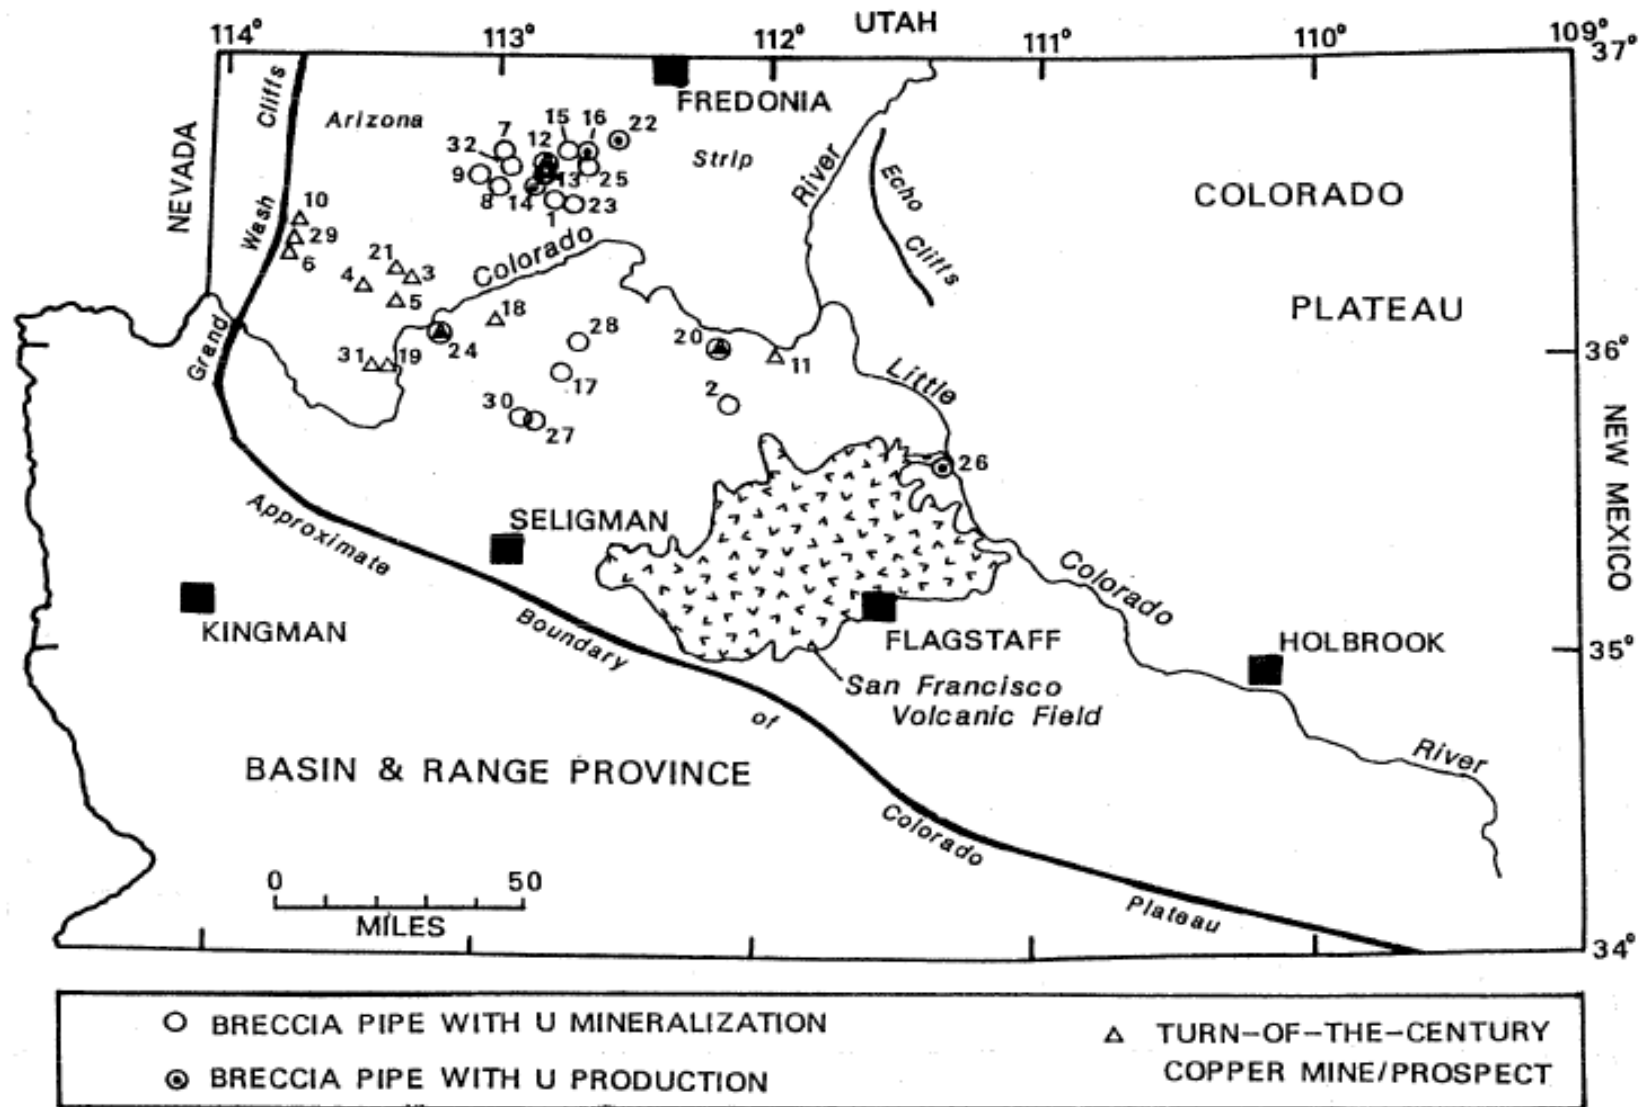 114°
113°
112°
UTAH
111°
110°
109°
37°
NEVADA
Cliffs
Wash
Grand
Arizona
Strip
FREDONIA
7
32
9
8
12
14
13
1
15
16
22
25
23
10
29
6
21
4
3
5
Colorado
18
24
31
19
28
17
30
27
20
11
2
26
River
Echo
Cliffs
Little
COLORADO
PLATEAU
36°
NEW MEXICO
Approximate
Boundary
of
Colorado
Plateau
SELIGMAN
KINGMAN
FLAGSTAFF
San Francisco
Volcanic Field
Colorado
River
HOLBROOK
35°
BASIN & RANGE PROVINCE
0
50
MILES
34°
BRECCIA PIPE WITH U MINERALIZATION
BRECCIA PIPE WITH U PRODUCTION
TURN-OF-THE-CENTURY
COPPER MINE/PROSPECT